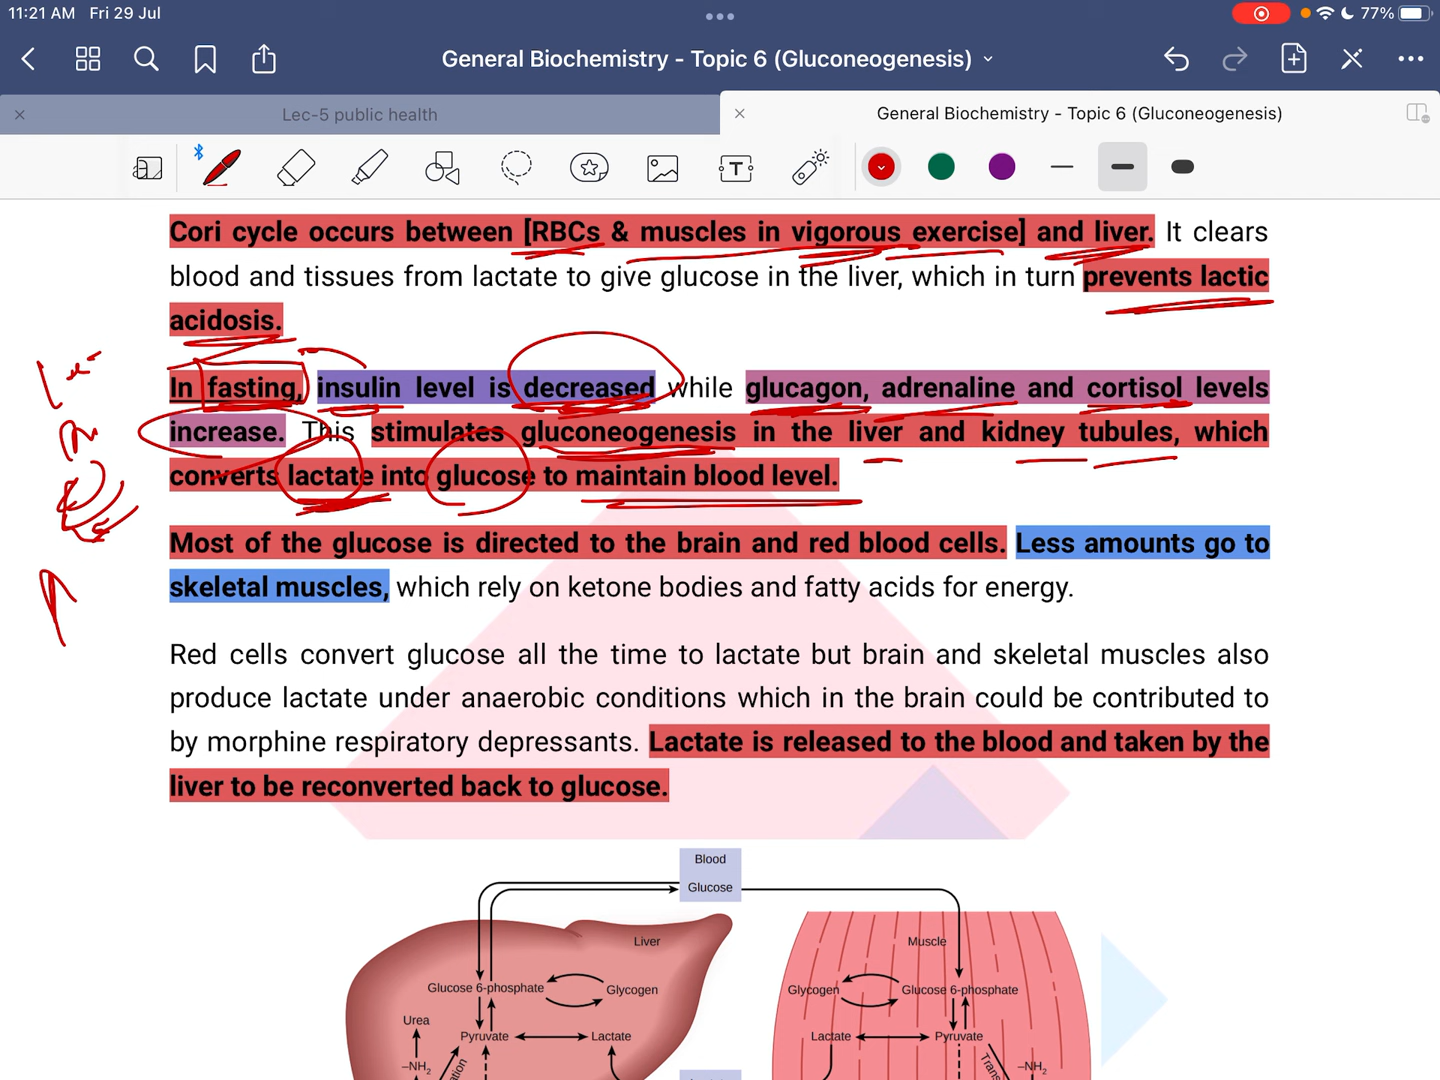 11:21 AM Fri 29 Jul
77%
General Biochemistry - Topic 6 (Gluconeogenesis)
Lec-5 public health
General Biochemistry - Topic 6 (Gluconeogenesis)
T
Cori cycle occurs between [RBCs & muscles in vigorous exercise] and liver. It clears
blood and tissues from lactate to give glucose in the liver, which in turn prevents lactic
acidosis.
In fasting, insulin level is decreased while glucagon, adrenaline and cortisol levels
increase. This stimulates gluconeogenesis in the liver and kidney tubules, which
converts lactate into glucose to maintain blood level.
Most of the glucose is directed to the brain and red blood cells. Less amounts go to
skeletal muscles, which rely on ketone bodies and fatty acids for energy.
Red cells convert glucose all the time to lactate but brain and skeletal muscles also
produce lactate under anaerobic conditions which in the brain could be contributed to
by morphine respiratory depressants. Lactate is released to the blood and taken by the
liver to be reconverted back to glucose.
Blood
Glucose
Liver
Muscle
Glucose 6-phosphate
Glycogen
Glycogen
Glucose 6-phosphate
Urea
Pyruvate
Lactate
Lactate
Pyruvate
–NH2
–NH2